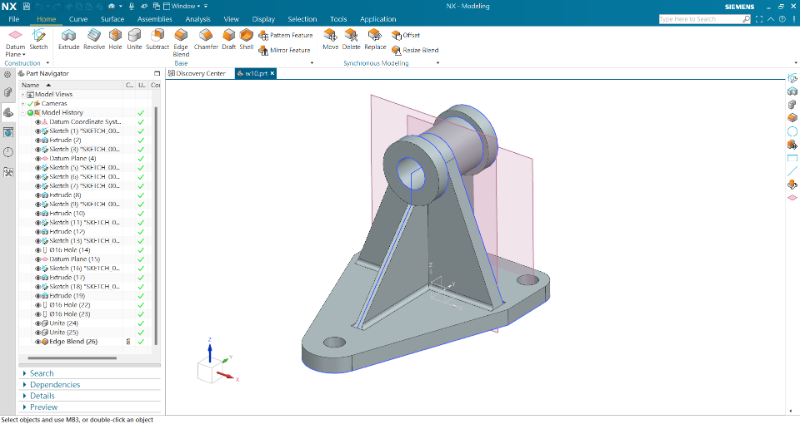 NX
Window
NX - Modeling
SIEMENS
File Home Curve Surface Assemblies Analysis View Display Selection Tools Application
Type here to Search
Datum Plane Sketch Extrude Revolve Hole Unite Subtract Edge Blend Chamfer Draft Shell Pattern Feature Mirror Feature Move Delete Replace Offset Resize Blend
Construction Base Synchronous Modeling
Part Navigator
Discovery Center
Name C... U... Co
Model Views
Cameras
Model History
Datum Coordinate Syst...
Sketch (1) "SKETCH_00...
Extrude (2)
Sketch (3) "SKETCH_00...
Datum Plane (4)
Sketch (5) "SKETCH_00...
Sketch (6) "SKETCH_00...
Sketch (7) "SKETCH_00...
Extrude (8)
Sketch (9) "SKETCH_00...
Extrude (10)
Sketch (11) "SKETCH_0...
Extrude (12)
Sketch (13) "SKETCH_0...
Ø16 Hole (14)
Datum Plane (15)
Sketch (16) "SKETCH_0...
Extrude (17)
Sketch (18) "SKETCH_0...
Extrude (19)
Ø16 Hole (22)
Ø16 Hole (23)
Unite (24)
Unite (25)
Edge Blend (26)
Search
Dependencies
Details
Preview
Z
Y
Z
Y
X
Select objects and use MB3, or double-click an object